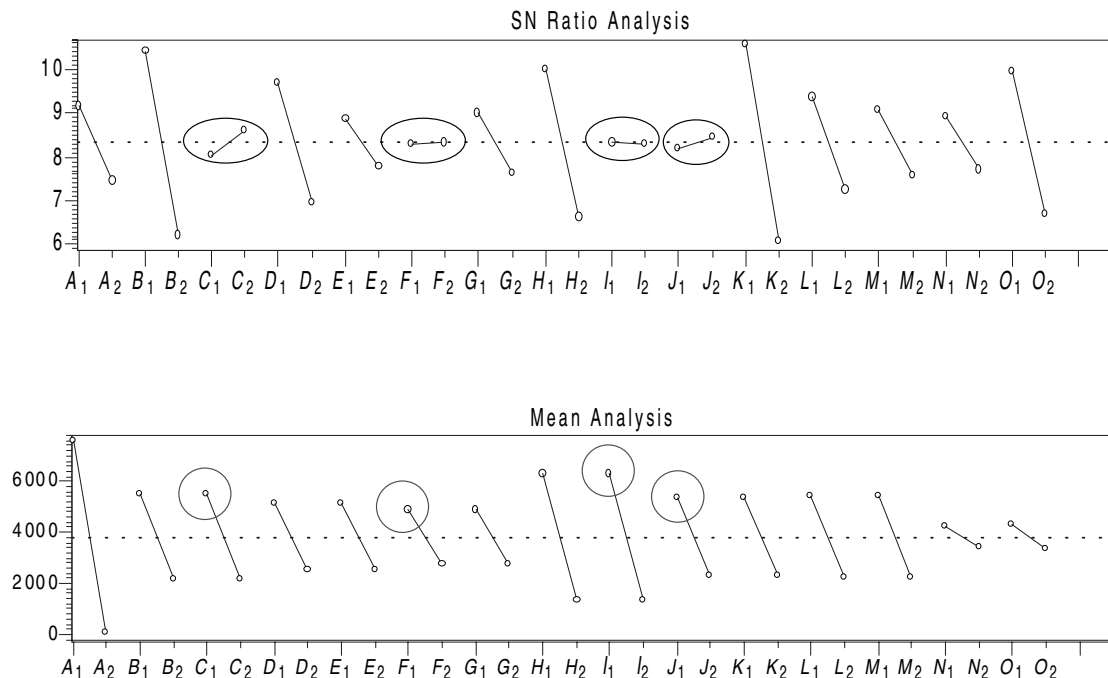 SN Ratio Analysis
10
9
8
7
6
A1 A2 B1 B2 C1 C2 D1 D2 E1 E2 F1 F2 G1 G2 H1 H2 I1 I2 J1 J2 K1 K2 L1 L2 M1 M2 N1 N2 O1 O2
Mean Analysis
6000
4000
2000
0
A1 A2 B1 B2 C1 C2 D1 D2 E1 E2 F1 F2 G1 G2 H1 H2 I1 I2 J1 J2 K1 K2 L1 L2 M1 M2 N1 N2 O1 O2